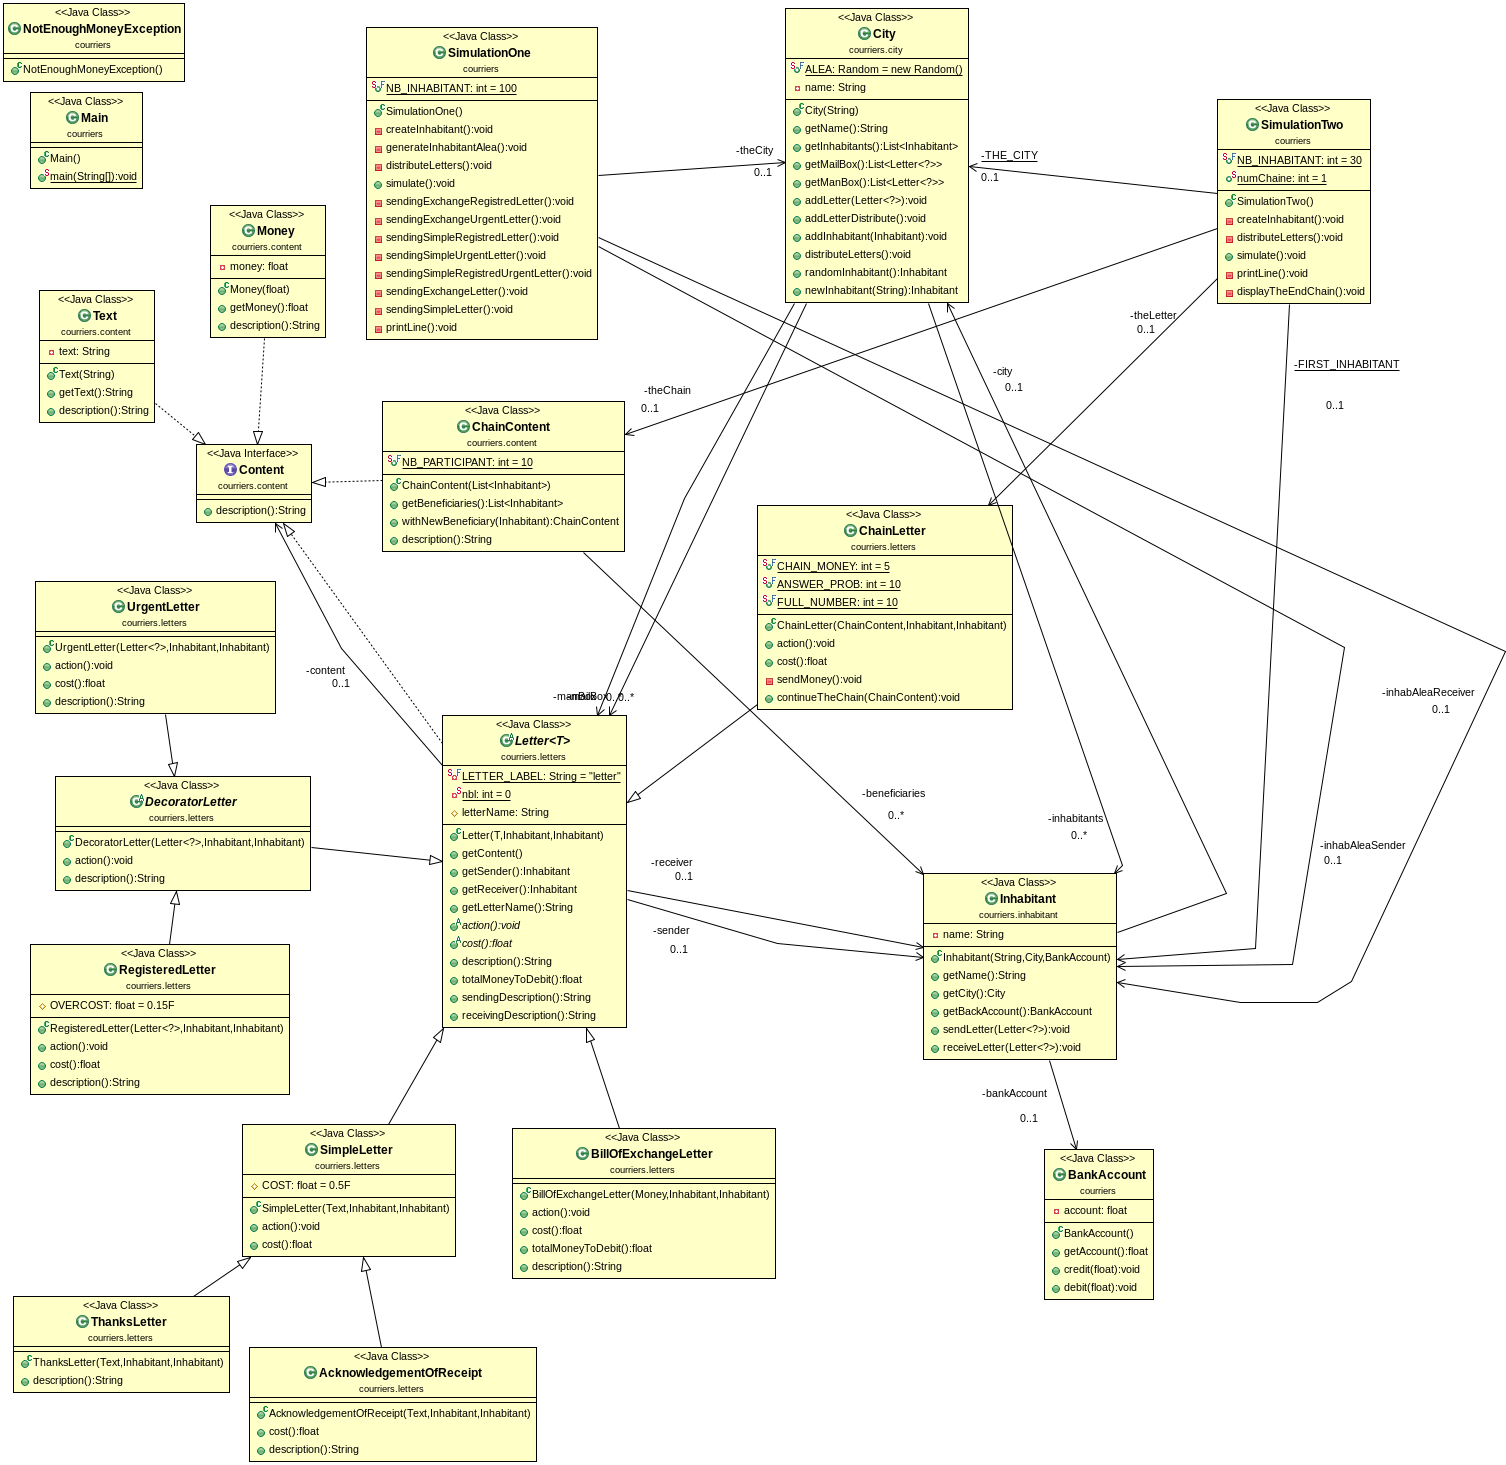 <<Java Class>>
NotEnoughMoneyException
courriers
NotEnoughMoneyException()
<<Java Class>>
Main
courriers
Main()
main(String[]):void
<<Java Class>>
SimulationOne
courriers
NB_INHABITANT: int = 100
SimulationOne()
createInhabitant():void
generateInhabitantAlea():void
distributeLetters():void
simulate():void
sendingExchangeRegistredLetter():void
sendingExchangeUrgentLetter():void
sendingSimpleRegistredLetter():void
sendingSimpleUrgentLetter():void
sendingSimpleRegistredUrgentLetter():void
sendingExchangeLetter():void
sendingSimpleLetter():void
printLine():void
<<Java Class>>
City
courriers.city
ALEA: Random = new Random()
name: String
City(String)
getName():String
getInhabitants():List<Inhabitant>
getMailBox():List<Letter<?>>
getManBox():List<Letter<?>>
addLetter(Letter<?>):void
addLetterDistribute():void
addInhabitant(Inhabitant):void
distributeLetters():void
randomInhabitant():Inhabitant
newInhabitant(String):Inhabitant
<<Java Class>>
SimulationTwo
courriers
NB_INHABITANT: int = 30
numChaine: int = 1
SimulationTwo()
createInhabitant():void
distributeLetters():void
simulate():void
printLine():void
displayTheEndChain():void
-theCity
0..1
-THE_CITY
0..1
<<Java Class>>
Money
courriers.content
money: float
Money(float)
getMoney():float
description():String
<<Java Class>>
Text
courriers.content
text: String
Text(String)
getText():String
description():String
<<Java Interface>>
Content
courriers.content
description():String
<<Java Class>>
ChainContent
courriers.content
NB_PARTICIPANT: int = 10
ChainContent(List<Inhabitant>)
getBeneficiaries():List<Inhabitant>
withNewBeneficiary(Inhabitant):ChainContent
description():String
-theChain
0..1
-theLetter
0..1
-city
0..1
-FIRST_INHABITANT
0..1
<<Java Class>>
ChainLetter
courriers.letters
CHAIN_MONEY: int = 5
ANSWER_PROB: int = 10
FULL_NUMBER: int = 10
ChainLetter(ChainContent,Inhabitant,Inhabitant)
action():void
cost():float
sendMoney():void
continueTheChain(ChainContent):void
<<Java Class>>
UrgentLetter
courriers.letters
UrgentLetter(Letter<?>,Inhabitant,Inhabitant)
action():void
cost():float
description():String
-content
0..1
0..*
-inhabAleaReceiver
0..1
<<Java Class>>
Letter<T>
courriers.letters
LETTER_LABEL: String = "letter"
nbl: int = 0
letterName: String
Letter(T,Inhabitant,Inhabitant)
getContent()
getSender():Inhabitant
getReceiver():Inhabitant
getLetterName():String
action():void
cost():float
description():String
totalMoneyToDebit():float
sendingDescription():String
receivingDescription():String
<<Java Class>>
DecoratorLetter
courriers.letters
DecoratorLetter(Letter<?>,Inhabitant,Inhabitant)
action():void
description():String
-beneficiaries
0..*
-inhabitants
0..*
-inhabAleaSender
0..1
-receiver
0..1
-sender
0..1
<<Java Class>>
Inhabitant
courriers.inhabitant
name: String
Inhabitant(String,City,BankAccount)
getName():String
getCity():City
getBackAccount():BankAccount
sendLetter(Letter<?>):void
receiveLetter(Letter<?>):void
<<Java Class>>
RegisteredLetter
courriers.letters
OVERCOST: float = 0.15F
RegisteredLetter(Letter<?>,Inhabitant,Inhabitant)
action():void
cost():float
description():String
-bankAccount
0..1
<<Java Class>>
SimpleLetter
courriers.letters
COST: float = 0.5F
SimpleLetter(Text,Inhabitant,Inhabitant)
action():void
cost():float
<<Java Class>>
BillOfExchangeLetter
courriers.letters
BillOfExchangeLetter(Money,Inhabitant,Inhabitant)
action():void
cost():float
totalMoneyToDebit():float
description():String
<<Java Class>>
BankAccount
courriers
account: float
BankAccount()
getAccount():float
credit(float):void
debit(float):void
<<Java Class>>
ThanksLetter
courriers.letters
ThanksLetter(Text,Inhabitant,Inhabitant)
description():String
<<Java Class>>
AcknowledgementOfReceipt
courriers.letters
AcknowledgementOfReceipt(Text,Inhabitant,Inhabitant)
cost():float
description():String